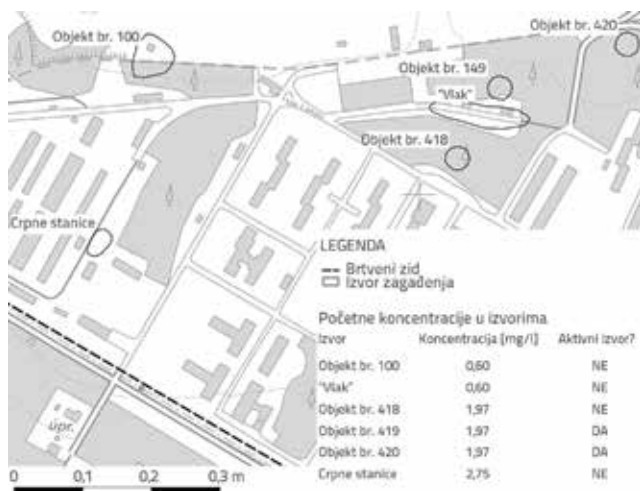 Objekt br. 420
Objekt br. 100
Objekt br. 149
"Vlak"
Objekt br. 418
Crpne stanice
LEGENDA
Brtveni zid
Izvor zagađenja
Početne koncentracije u izvorima
Izvor Koncentracija [mg/l] Aktivni izvor?
Objekt br. 100 0,60 NE
"Vlak" 0,60 NE
Objekt br. 418 1,97 NE
Objekt br. 419 1,97 DA
Objekt br. 420 1,97 DA
Crpne stanice 2,75 NE
upr.
0 0,1 0,2 0,3 m